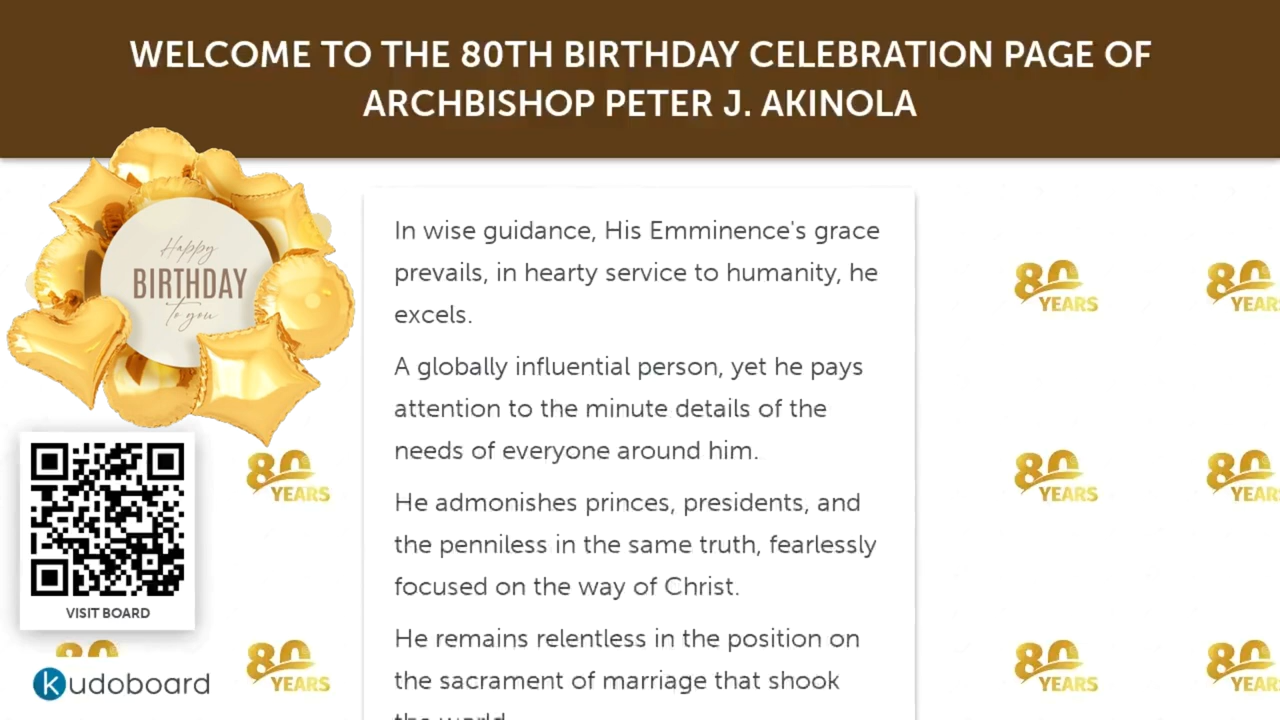 WELCOME TO THE 80TH BIRTHDAY CELEBRATION PAGE OF
ARCHBISHOP PETER J. AKINOLA
Happy
BIRTHDAY
to you
In wise guidance, His Emminence's grace
prevails, in hearty service to humanity, he
excels.
A globally influential person, yet he pays
attention to the minute details of the
needs of everyone around him.
He admonishes princes, presidents, and
the penniless in the same truth, fearlessly
focused on the way of Christ.
He remains relentless in the position on
the sacrament of marriage that shook
the world
80
YEARS
80
YEARS
80
YEARS
80
YEARS
80
YEARS
VISIT BOARD
80
80
YEARS
80
YEARS
80
YEARS
kudoboard